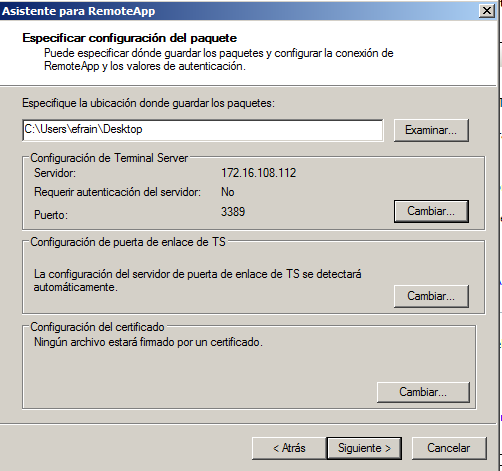 Asistente para RemoteApp
Especificar configuración del paquete
Puede especificar dónde guardar los paquetes y configurar la conexión de
RemoteApp y los valores de autenticación.
Especifique la ubicación donde guardar los paquetes:
C:\Users\efrain\Desktop
Examinar...
Configuración de Terminal Server
Servidor: 172.16.108.112
Requerir autenticación del servidor: No
Puerto: 3389
Cambiar...
Configuración de puerta de enlace de TS
La configuración del servidor de puerta de enlace de TS se detectará
automáticamente.
Cambiar...
Configuración del certificado
Ningún archivo estará firmado por un certificado.
Cambiar...
< Atrás Siguiente > Cancelar